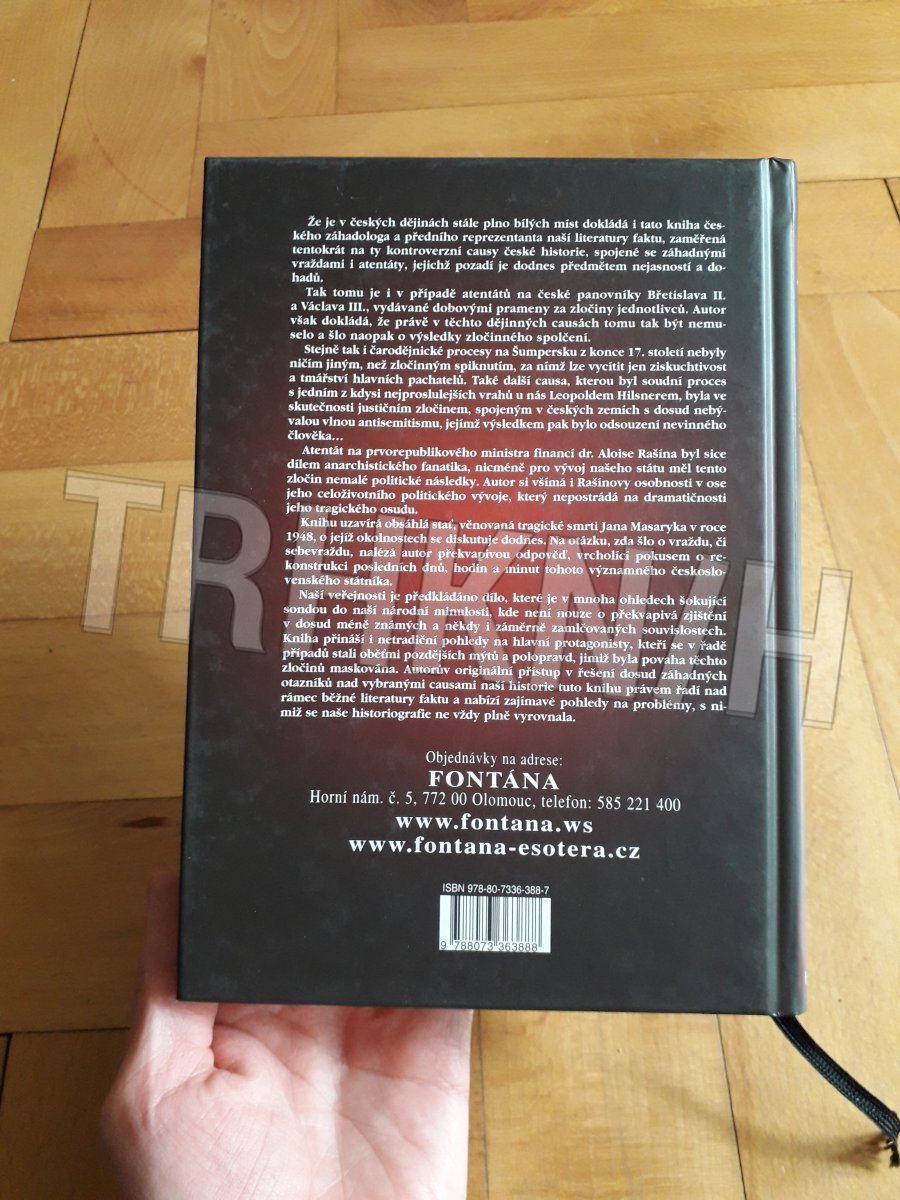 Že je v českých dějinách stále plno bílých míst dokládá i tato kniha čes-
kého záhadologa a předního reprezentanta naší literatury faktu, zaměřená
tentokrát na ty kontroverzní causy české historie, spojené se záhadnými
vraždami i atentáty, jejichž pozadí je dodnes předmětem nejasností a do-
hadů.
Tak tomu je i v případě atentátů na české panovníky Břetislava II.
a Václava III., vydávané dobovými prameny za zločiny jednotlivců. Autor
však dokládá, že právě v těchto dějinných causách tomu tak být nemu-
selo a šlo naopak o výsledky zločinného spolčení.
Stejně tak i čarodějnické procesy na Šumpersku z konce 17. století nebyly
ničím jiným, než zločinným spiknutím, za nímž lze vycítit jen ziskuchtivost
a tmářství hlavních pachatelů. Také další causa, kterou byl soudní proces
s jedním z kdysi nejproslulejších vrahů u nás Leopoldem Hilsnerem, byla ve
skutečnosti justičním zločinem, spojeným v českých zemích s dosud neby-
valou vlnou antisemitismu, jejímž výsledkem pak bylo odsouzení nevinného
člověka...
Atentát na prvorepublikového ministra financí dr. Aloise Rašína byl sice
dílem anarchistického fanatika, nicméně pro vývoj našeho státu měl tento
zločin nemalé politické následky. Autor si všímá i Rašínovy osobnosti v ose
jeho celoživotního politického vývoje, který nepostrádá na dramatičnosti
jeho tragického osudu.
Knihu uzavírá obsáhlá stať, věnovaná tragické smrti Jana Masaryka v roce
1948, o jejíž okolnostech se diskutuje dodnes. Na otázku, zda šlo o vraždu, či
sebevraždu, nalézá autor překvapivou odpověď, vrcholící pokusem o re-
konstrukci posledních dnů, hodin a minut tohoto významného českoslo-
venského státníka.
Naší veřejnosti je předkládáno dílo, které je v mnoha ohledech šokující
sondou do naší národní minulosti, kde není nouze o překvapivá zjištění
v dosud méně známých a někdy i záměrně zamlčovaných souvislostech.
Kniha přináší i netradiční pohledy na hlavní protagonisty, kteří se v řadě
případů stali oběťmi pozdějších mýtů a polopravd, jimiž byla povaha těchto
zločinů maskována. Autorův originální přístup v řešení dosud záhadných
otazníků nad vybranými causami naší historie tuto knihu právem řadí nad
rámec běžné literatury faktu a nabízí zajímavé pohledy na problémy, s ni-
miž se naše historiografie ne vždy plně vyrovnala.
Objednávky na adrese:
FONTÁNA
Horní nám. č. 5, 772 00 Olomouc, telefon: 585 221 400
www.fontana.ws
www.fontana-esotera.cz
ISBN 978-80-7336-388-7
9 788073 363888